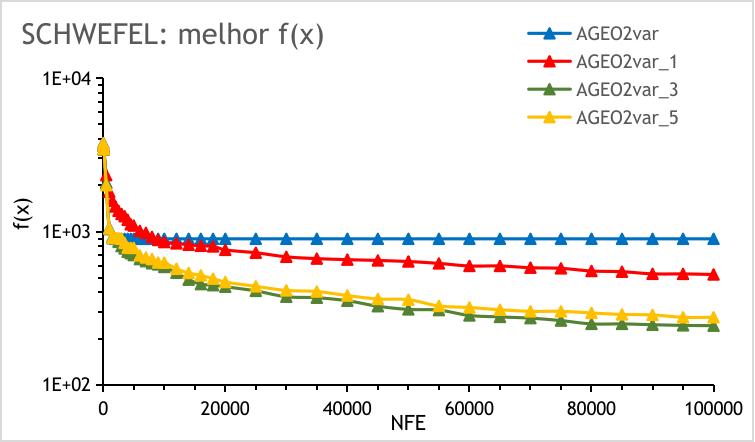 SCHWEFEL: melhor f(x)
AGEO2var
AGEO2var_1
AGEO2var_3
AGEO2var_5
1E+04
1E+03
1E+02
f(x)
0 20000 40000 60000 80000 100000
NFE